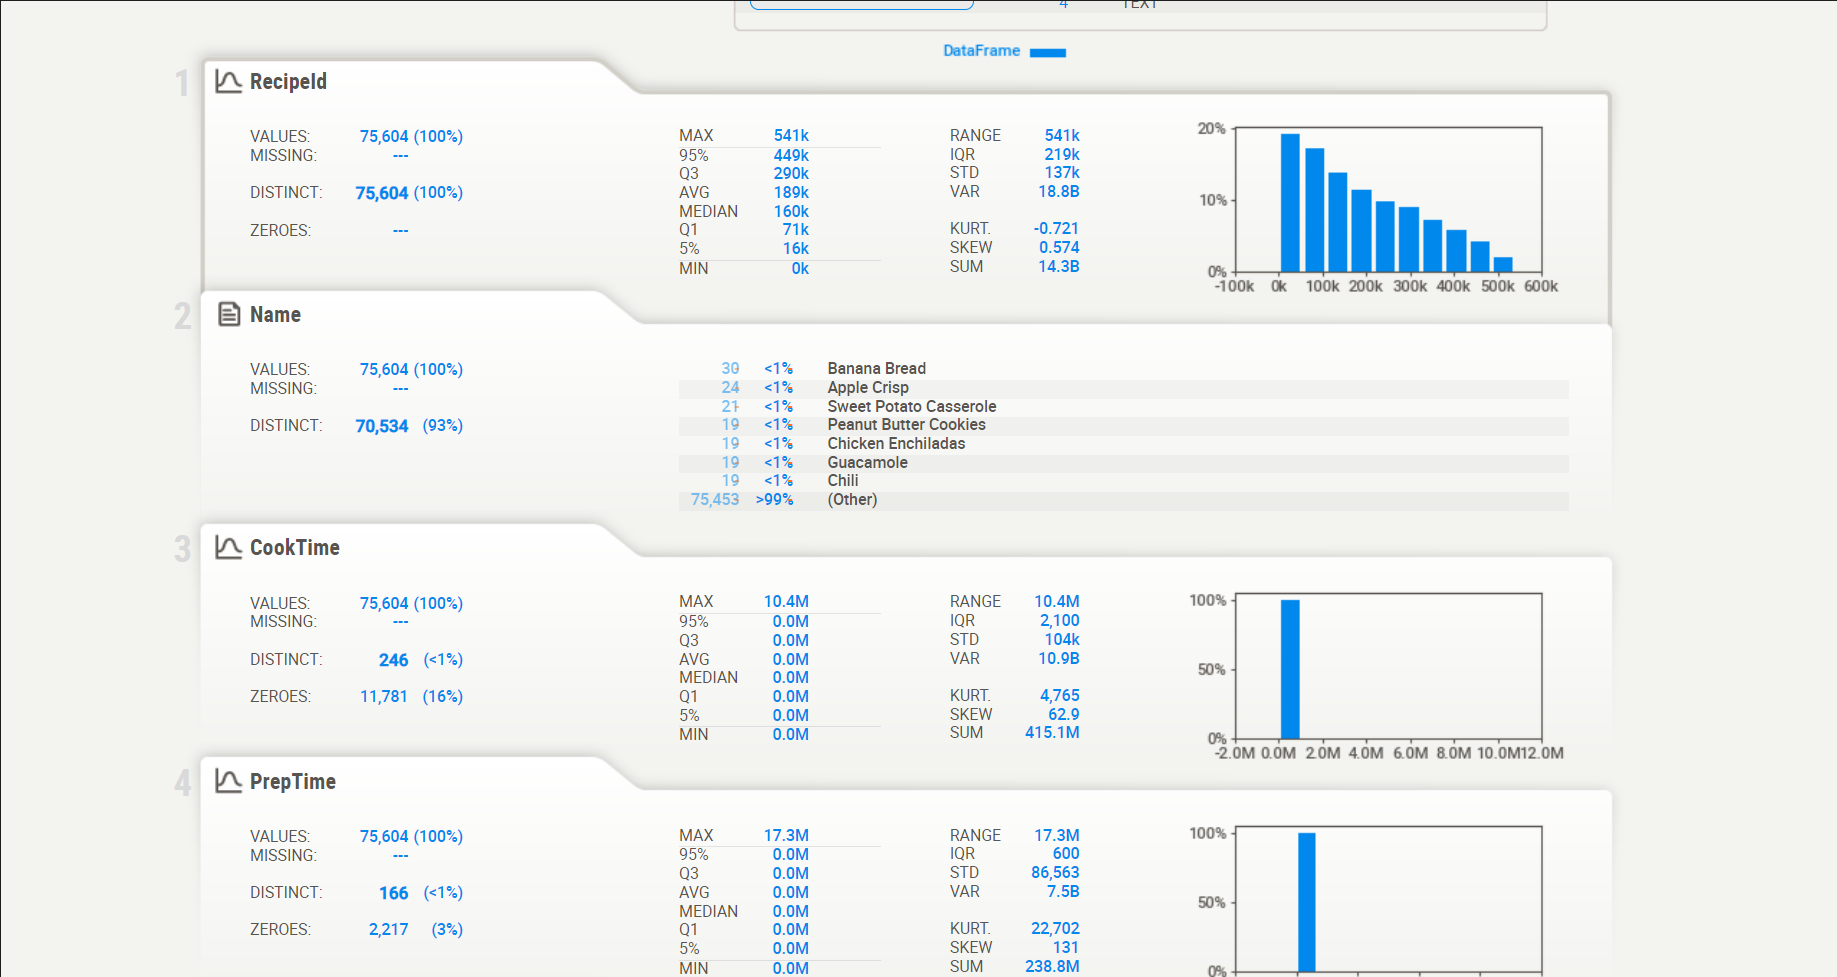 4 TEXT
DataFrame
1 RecipeId
VALUES: 75,604 (100%)
MISSING: ---
DISTINCT: 75,604 (100%)
ZEROES: ---
MAX 541k
95% 449k
Q3 290k
AVG 189k
MEDIAN 160k
Q1 71k
5% 16k
MIN 0k
RANGE 541k
IQR 219k
STD 137k
VAR 18.8B
KURT. -0.721
SKEW 0.574
SUM 14.3B
20%
10%
0%
-100k 0k 100k 200k 300k 400k 500k 600k
2 Name
VALUES: 75,604 (100%)
MISSING: ---
DISTINCT: 70,534 (93%)
30 <1% Banana Bread
24 <1% Apple Crisp
21 <1% Sweet Potato Casserole
19 <1% Peanut Butter Cookies
19 <1% Chicken Enchiladas
19 <1% Guacamole
19 <1% Chili
75,453 >99% (Other)
3 CookTime
VALUES: 75,604 (100%)
MISSING: ---
DISTINCT: 246 (<1%)
ZEROES: 11,781 (16%)
MAX 10.4M
95% 0.0M
Q3 0.0M
AVG 0.0M
MEDIAN 0.0M
Q1 0.0M
5% 0.0M
MIN 0.0M
RANGE 10.4M
IQR 2,100
STD 104k
VAR 10.9B
KURT. 4,765
SKEW 62.9
SUM 415.1M
100%
50%
0%
-2.0M 0.0M 2.0M 4.0M 6.0M 8.0M 10.0M 12.0M
4 PrepTime
VALUES: 75,604 (100%)
MISSING: ---
DISTINCT: 166 (<1%)
ZEROES: 2,217 (3%)
MAX 17.3M
95% 0.0M
Q3 0.0M
AVG 0.0M
MEDIAN 0.0M
Q1 0.0M
5% 0.0M
MIN 0.0M
RANGE 17.3M
IQR 600
STD 86,563
VAR 7.5B
KURT. 22,702
SKEW 131
SUM 238.8M
100%
50%
0%